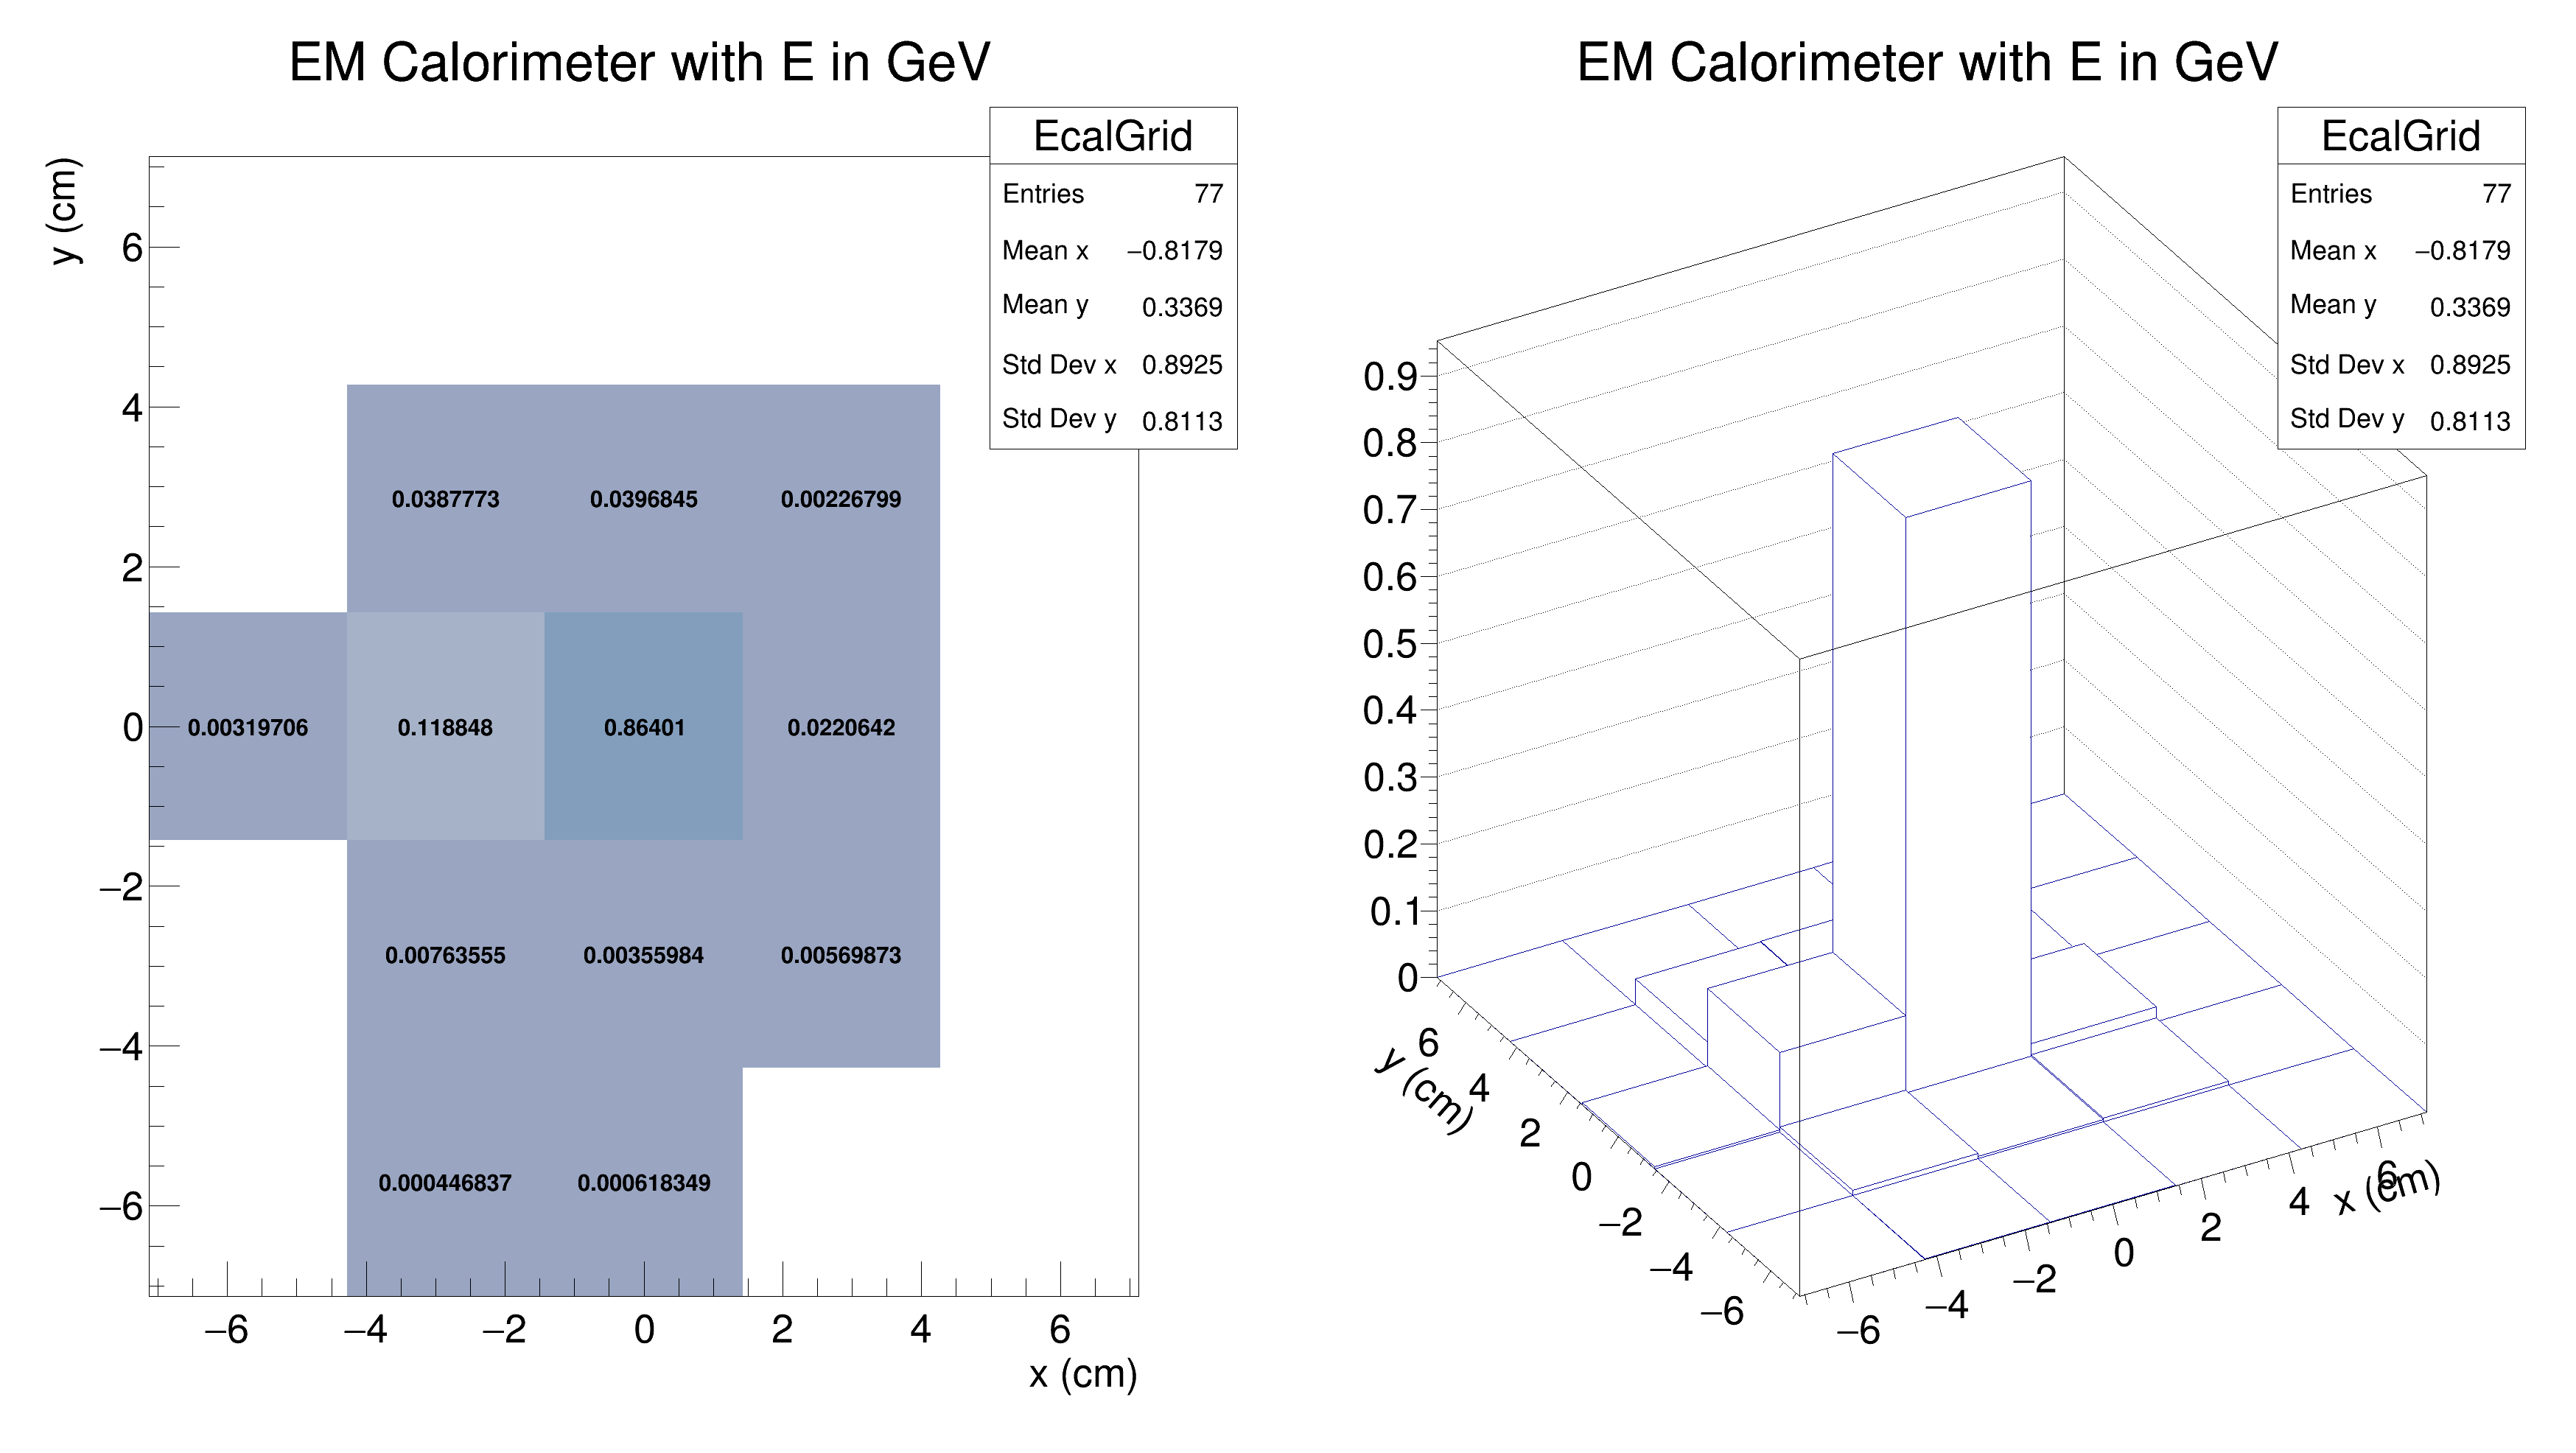 EM Calorimeter with E in GeV
EcalGrid
Entries 77
Mean x −0.8179
Mean y 0.3369
Std Dev x 0.8925
Std Dev y 0.8113
y (cm)
6
4
2
0
−2
−4
−6
0.0387773 0.0396845 0.00226799
0.00319706 0.118848 0.86401 0.0220642
0.00763555 0.00355984 0.00569873
0.000446837 0.000618349
−6 −4 −2 0 2 4 6
x (cm)
EM Calorimeter with E in GeV
EcalGrid
Entries 77
Mean x −0.8179
Mean y 0.3369
Std Dev x 0.8925
Std Dev y 0.8113
0.9
0.8
0.7
0.6
0.5
0.4
0.3
0.2
0.1
0
y (cm)
6
4
2
0
−2
−4
−6
−6 −4 −2 0 2 4 6
x (cm)